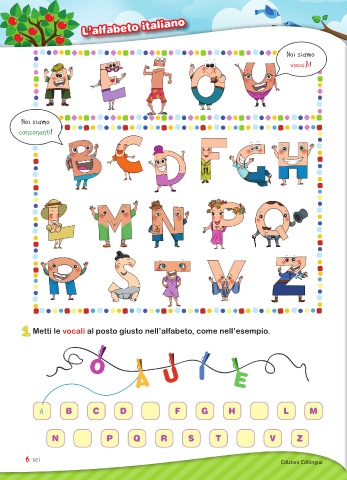 L'alfabeto italiano
Noi siamo
vocali!
A E I O U
Noi siamo
consonanti!
B C D F G H
L M N P Q
R S T V Z
1 Metti le vocali al posto giusto nell'alfabeto, come nell'esempio.
O A U I E
A B C D F G H L M
N P Q R S T V Z
6 sei
Edizioni Edilingua